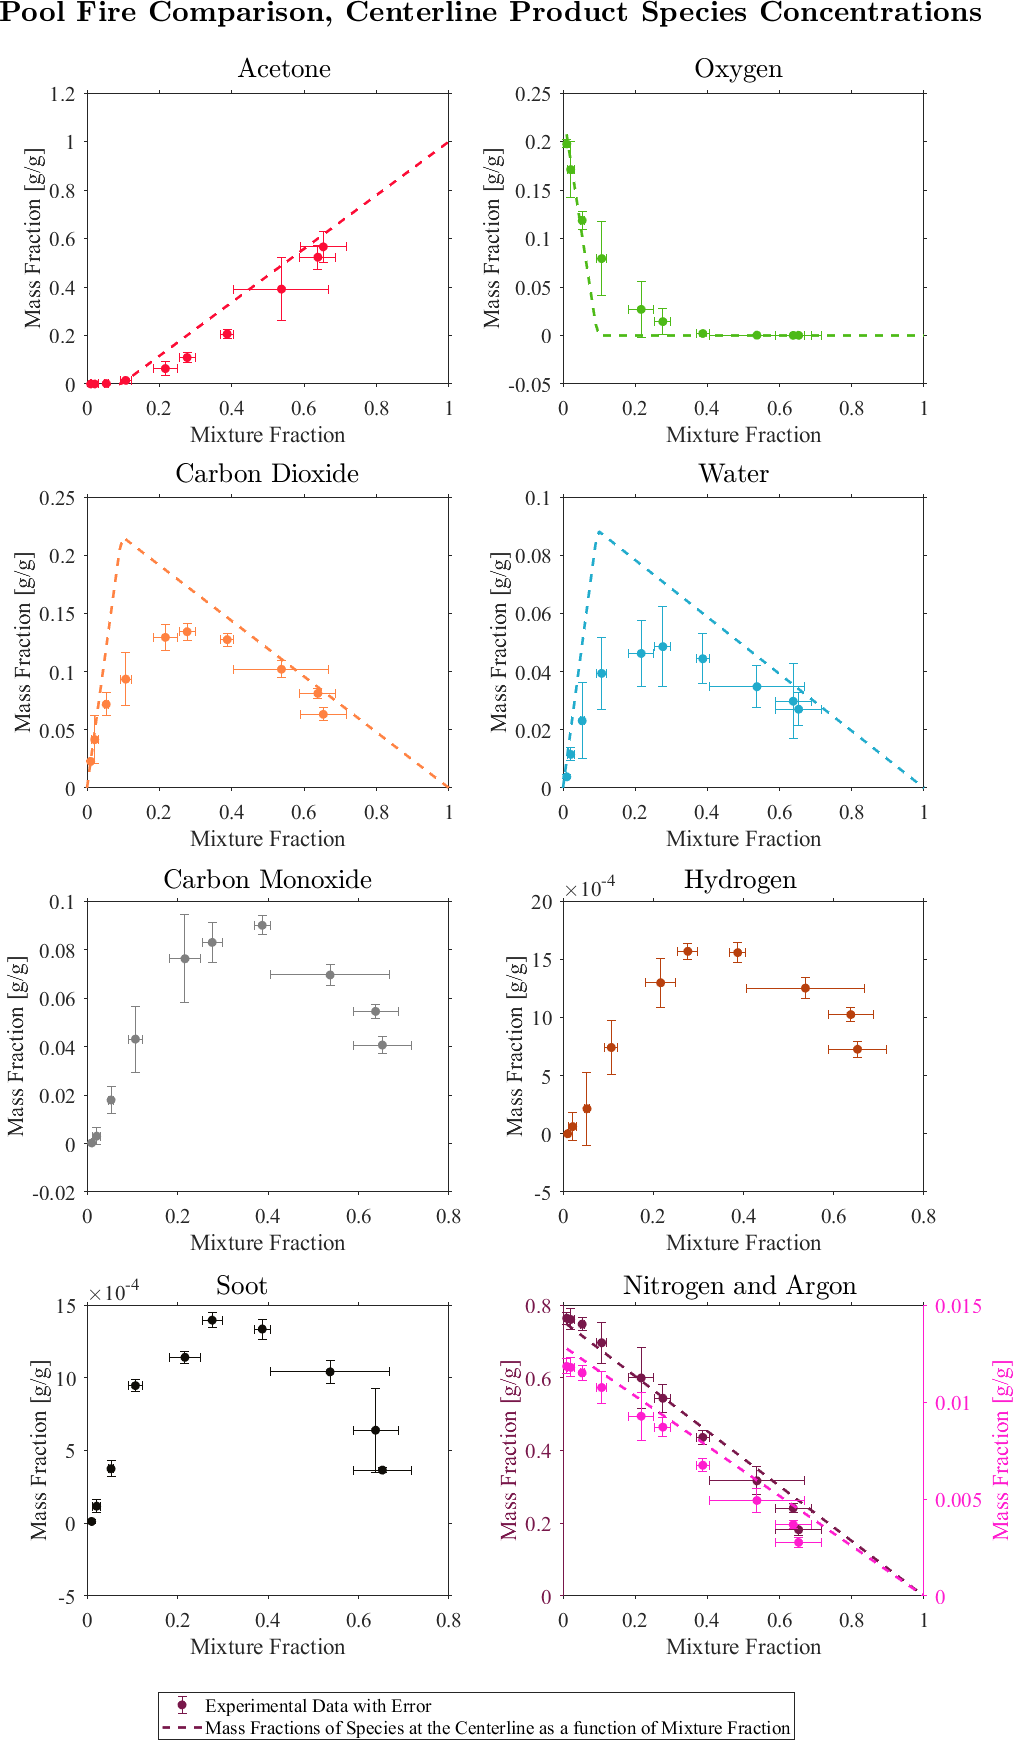 Pool Fire Comparison, Centerline Product Species Concentrations
Acetone
Mass Fraction [g/g]
1.2
1
0.8
0.6
0.4
0.2
0
0 0.2 0.4 0.6 0.8 1
Mixture Fraction
Oxygen
Mass Fraction [g/g]
0.25
0.2
0.15
0.1
0.05
0
-0.05
0 0.2 0.4 0.6 0.8 1
Mixture Fraction
Carbon Dioxide
Mass Fraction [g/g]
0.25
0.2
0.15
0.1
0.05
0
0 0.2 0.4 0.6 0.8 1
Mixture Fraction
Water
Mass Fraction [g/g]
0.1
0.08
0.06
0.04
0.02
0
0 0.2 0.4 0.6 0.8 1
Mixture Fraction
Carbon Monoxide
Mass Fraction [g/g]
0.1
0.08
0.06
0.04
0.02
0
-0.02
0 0.2 0.4 0.6 0.8
Mixture Fraction
Hydrogen
×10-4
Mass Fraction [g/g]
20
15
10
5
0
-5
0 0.2 0.4 0.6 0.8
Mixture Fraction
Soot
×10-4
Mass Fraction [g/g]
15
10
5
0
-5
0 0.2 0.4 0.6 0.8
Mixture Fraction
Nitrogen and Argon
Mass Fraction [g/g]
0.8
0.6
0.4
0.2
0
0.015
0.01
0.005
0
Mass Fraction [g/g]
0 0.2 0.4 0.6 0.8 1
Mixture Fraction
Experimental Data with Error
Mass Fractions of Species at the Centerline as a function of Mixture Fraction